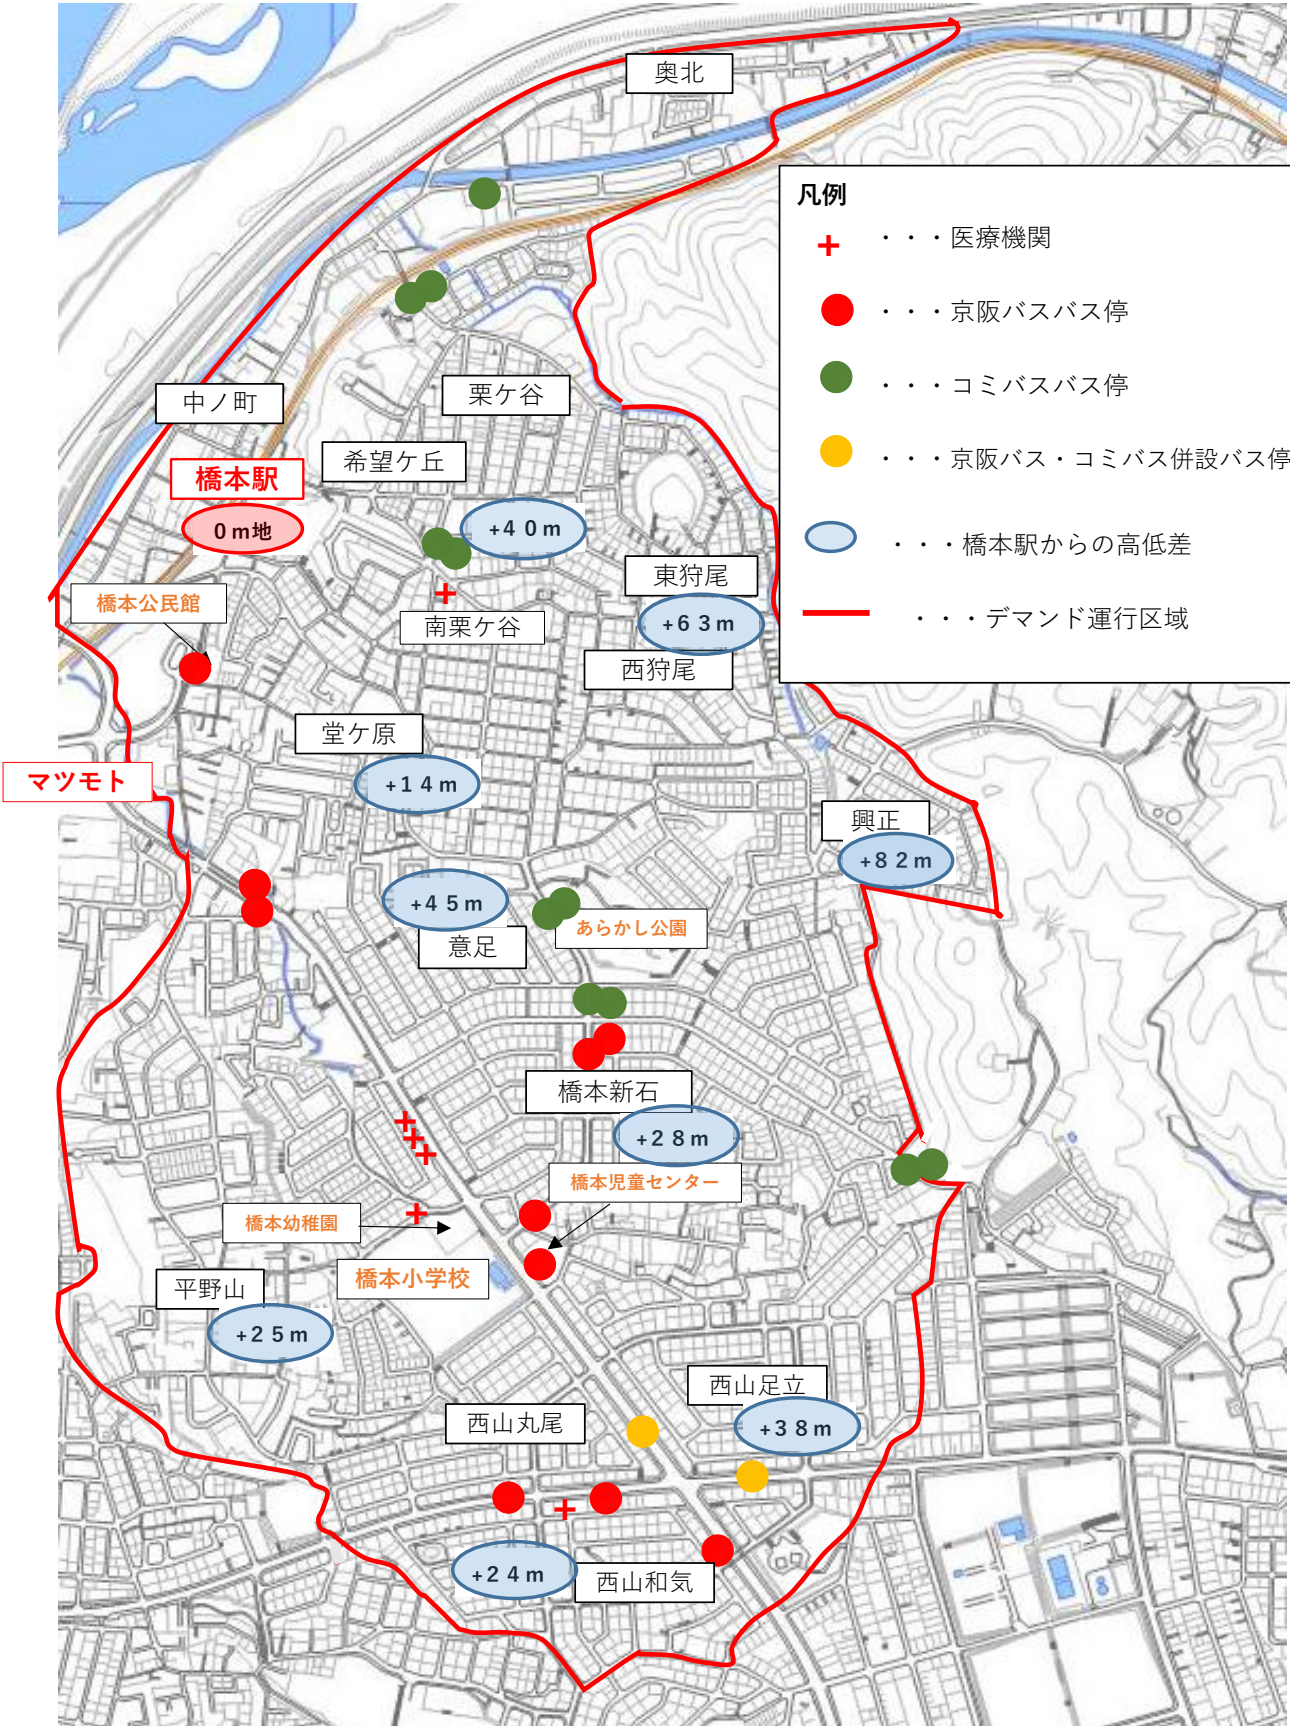 奥北
凡例
・・・医療機関
・・・京阪バスバス停
・・・コミバスバス停
・・・京阪バス・コミバス併設バス停
・・・橋本駅からの高低差
・・・デマンド運行区域
中ノ町
栗ケ谷
希望ケ丘
橋本駅
0m地
+40m
橋本公民館
南栗ケ谷
東狩尾
+63m
西狩尾
堂ケ原
マツモト
+14m
興正
+82m
+45m
意足
あらかし公園
橋本新石
+28m
橋本児童センター
橋本幼稚園
橋本小学校
平野山
+25m
西山足立
+38m
西山丸尾
+24m
西山和気